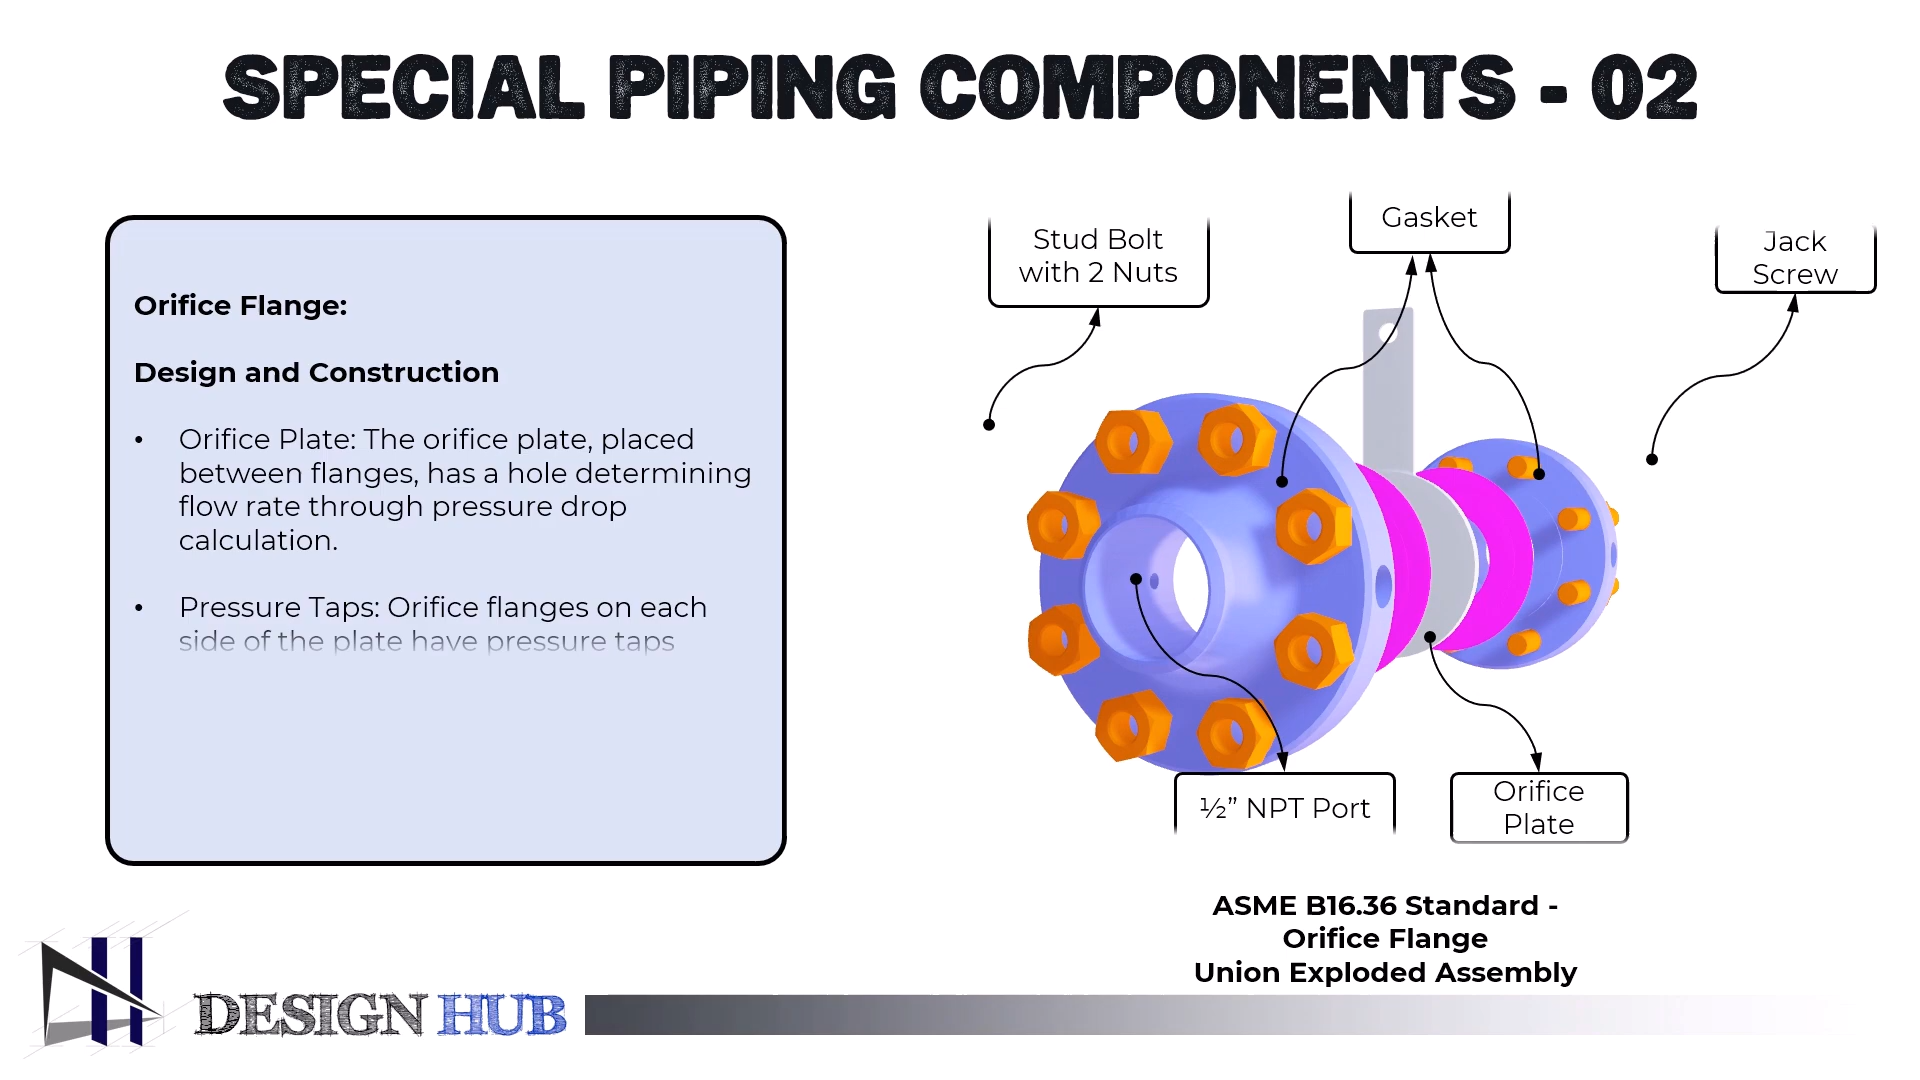 SPECIAL PIPING COMPONENTS - 02
Orifice Flange:
Design and Construction
• Orifice Plate: The orifice plate, placed
between flanges, has a hole determining
flow rate through pressure drop
calculation.
• Pressure Taps: Orifice flanges on each
side of the plate have pressure taps
Stud Bolt
with 2 Nuts
Gasket
Jack
Screw
½” NPT Port
Orifice
Plate
ASME B16.36 Standard -
Orifice Flange
Union Exploded Assembly
DESIGN HUB